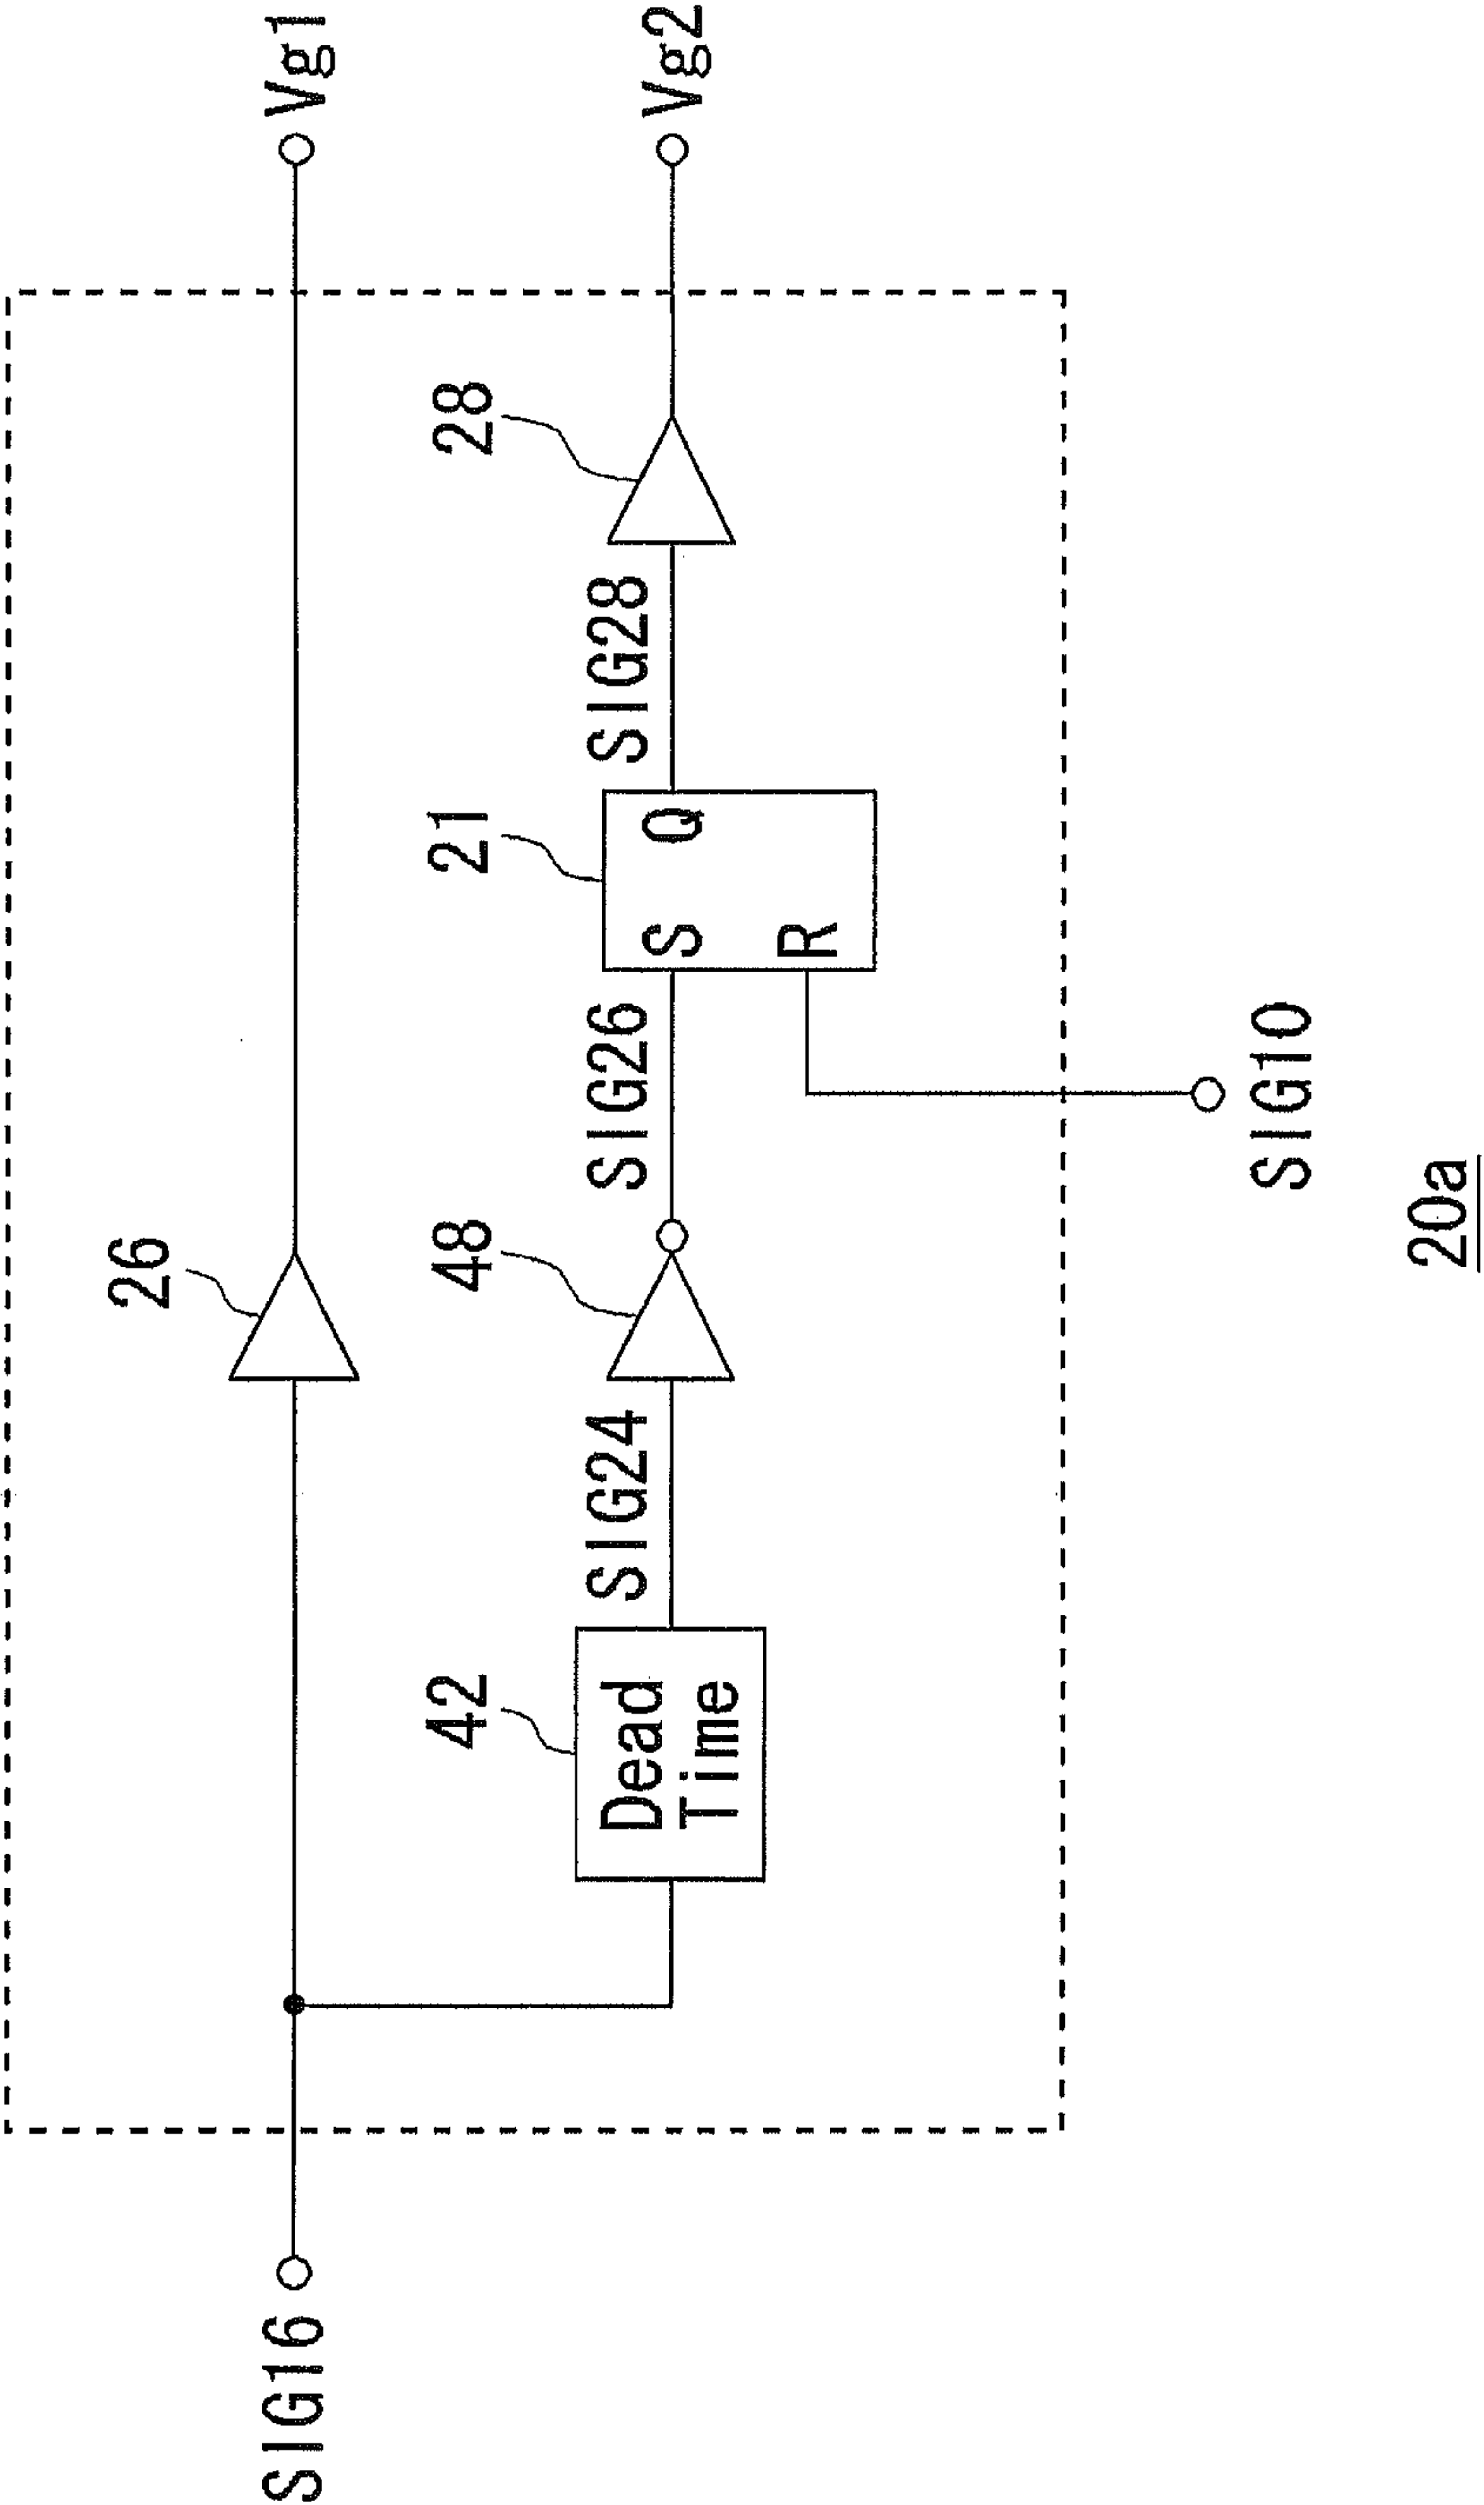 SIG16
26
Vg1
42
Dead
Time
SIG24
48
SIG26
21
S
Q
R
SIG28
28
Vg2
SIG10
20a